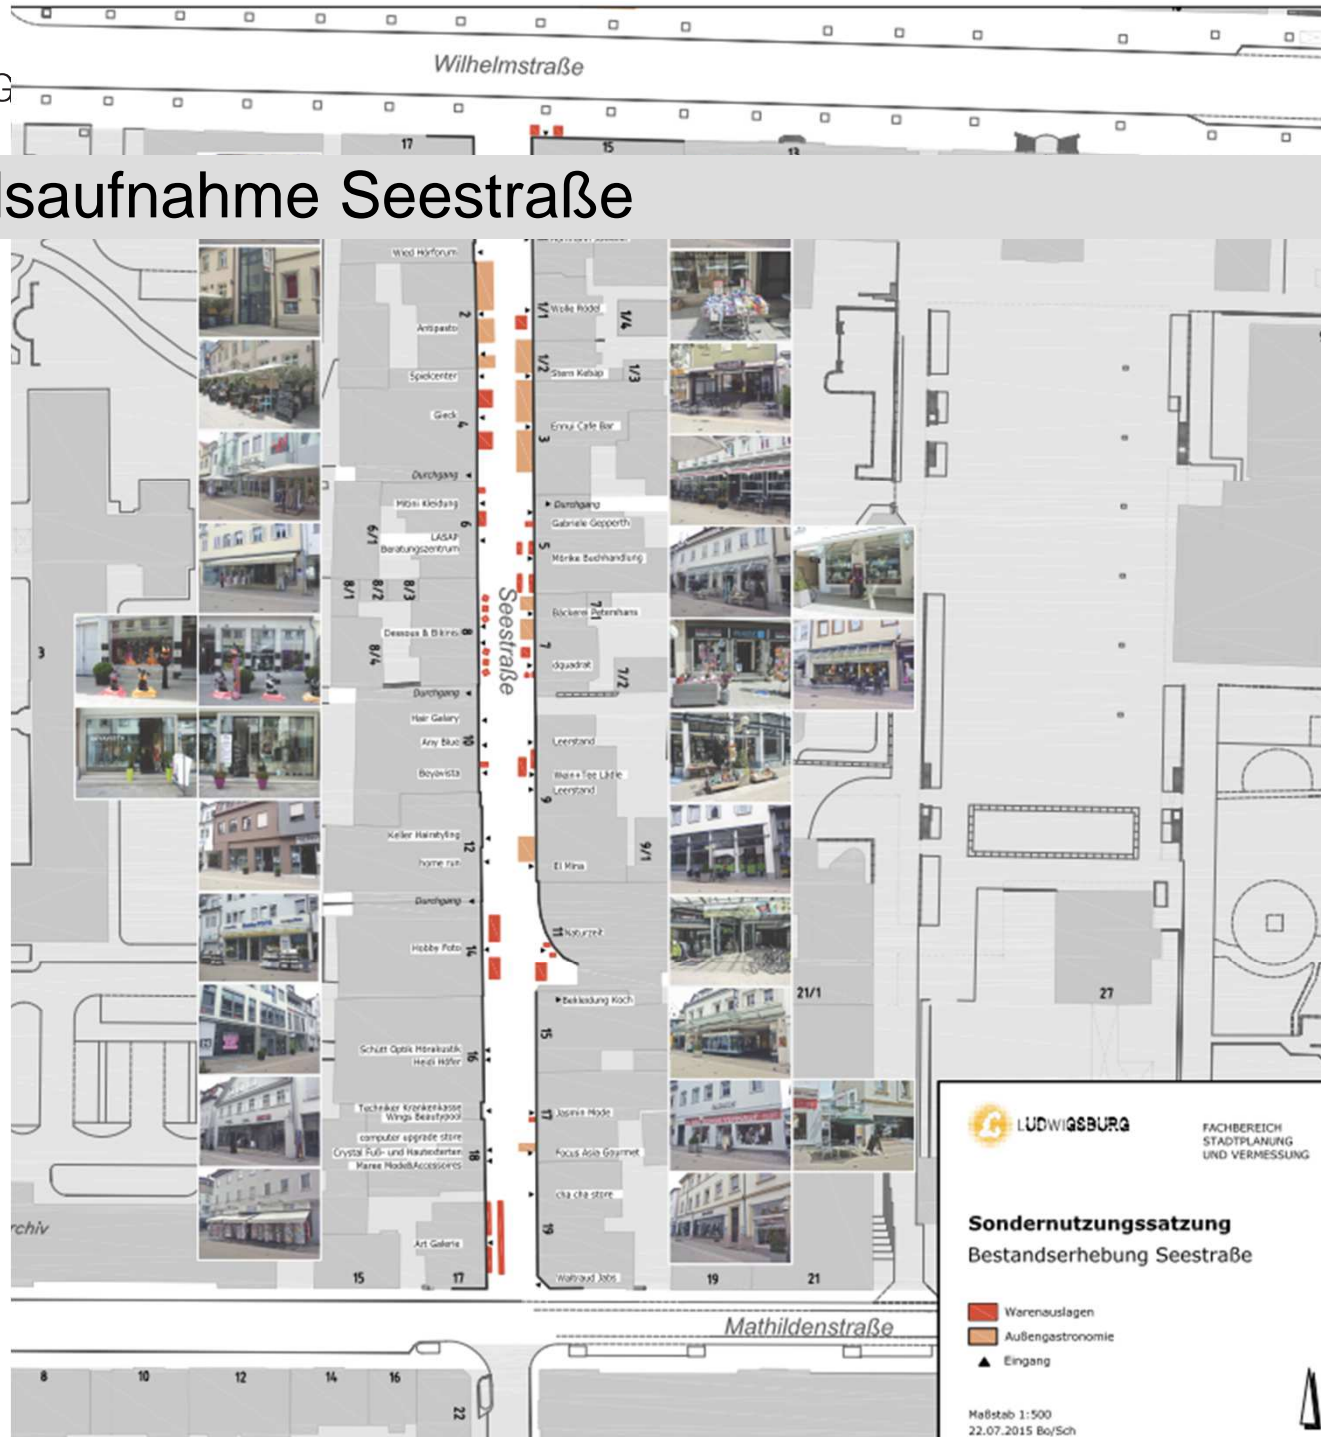 Wilhelmstraße
G
17
15
13
lsaufnahme Seestraße
Wied Hörforum
2
Antipasto
Spielcenter
Gieck
4
Durchgang
Mitini Kleidung
6
6/1
LASAP
Beratungszentrum
8/1
8/2
8/3
Dessous & Bikinis
8
8/4
Durchgang
Hair Galary
Any Blue
10
Boyavista
Keller Hairstyling
12
home run
Durchgang
Hobby Foto
14
Schütt Optik Hörakustik
16
Heidi Höfer
Techniker Krankenkasse
Wings Beautypool
computer upgrade store
Crystal Fuß- und Hautexterten
18
Maree Mode&Accessoires
Art Galerie
15
17
Seestraße
1/1
Wolle Rödel
1/4
1/2
Stern Kebap
1/3
Ennui Cafe Bar
3
Durchgang
Gabriele Gepperth
5
Mörike Buchhandlung
7/1
Bäckerei Petershans
7
dquadrat
7/2
Leerstand
Wein+Tee Lädle
Leerstand
9
9/1
El Mina
11
Naturzeit
Bekleidung Koch
15
17
Jasmin Mode
Focus Asia Gourmet
cha cha store
19
Waltraud Jabs
19
21
21/1
27
3
rchiv
Mathildenstraße
8
10
12
14
16
22
LUDWIGSBURG
FACHBEREICH
STADTPLANUNG
UND VERMESSUNG
Sondernutzungssatzung
Bestandserhebung Seestraße
Warenauslagen
Außengastronomie
Eingang
Maßstab 1:500
22.07.2015 Bo/Sch